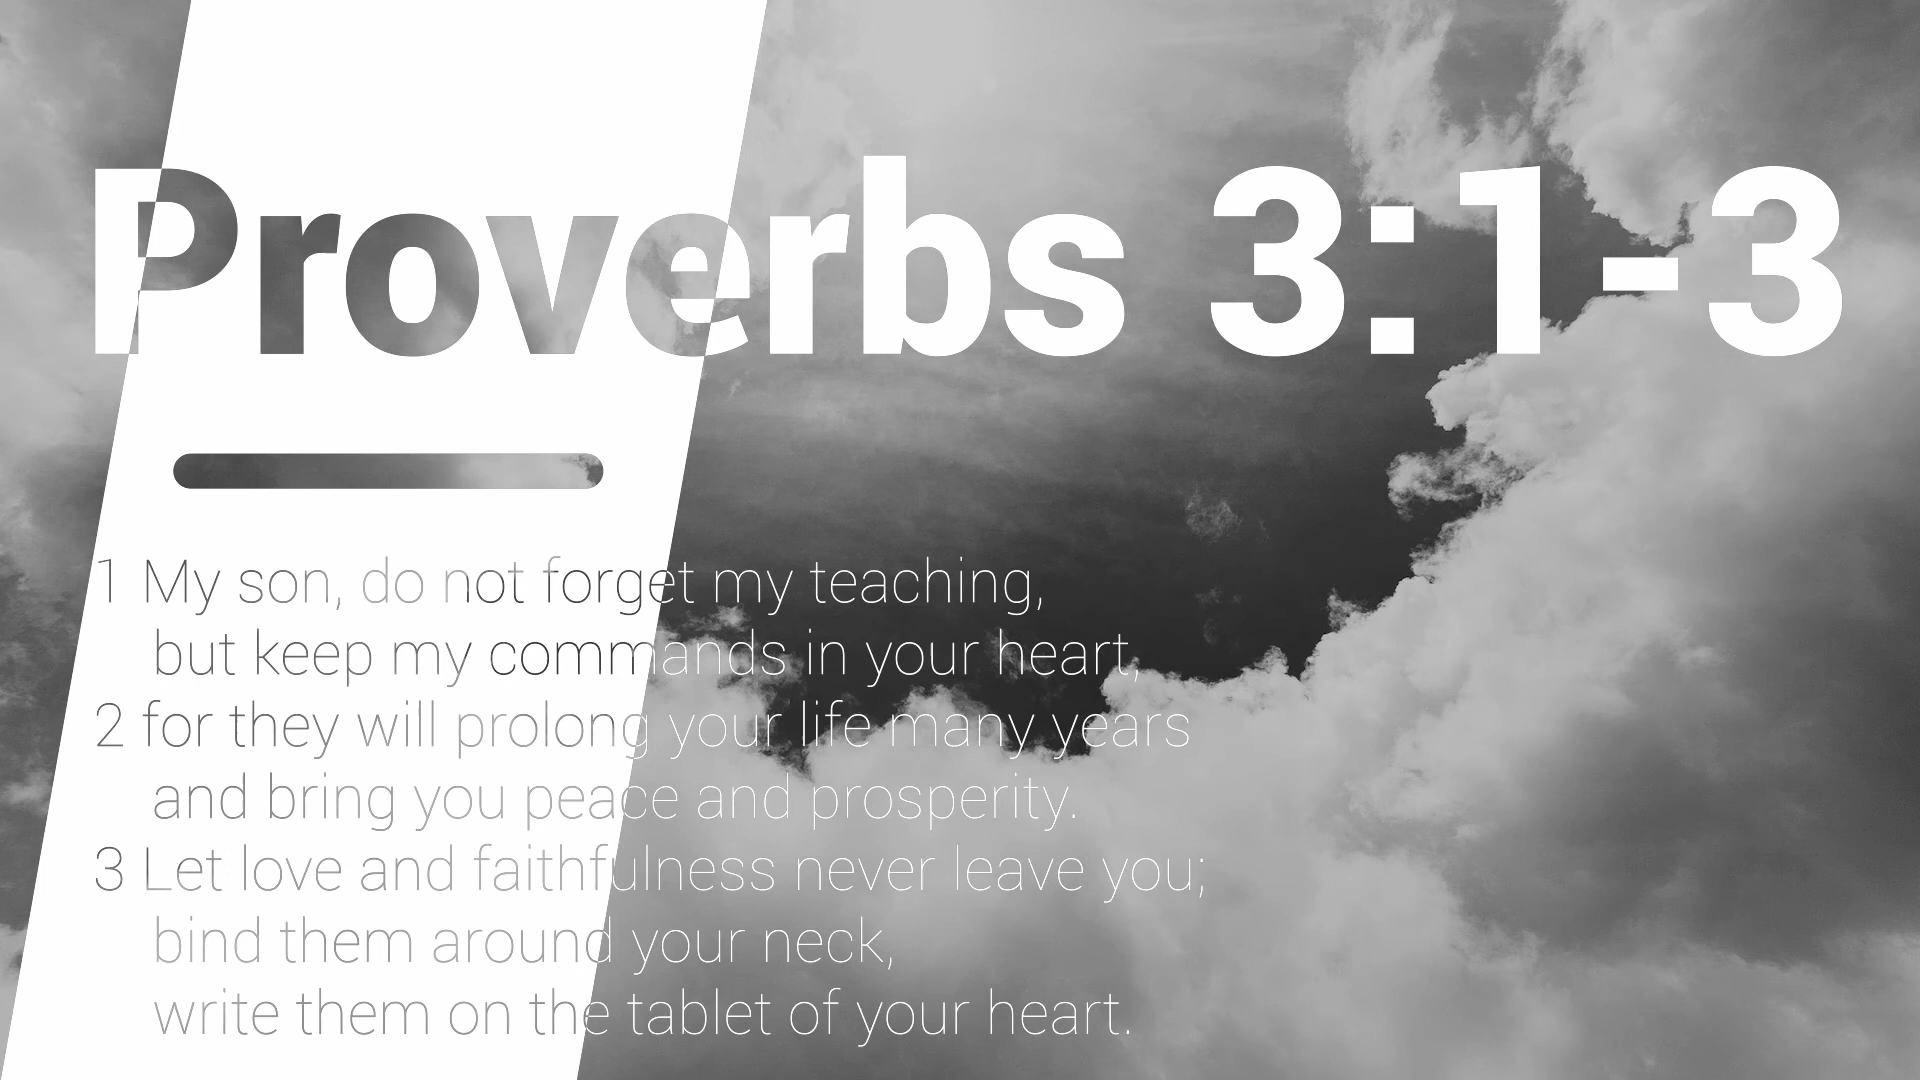 Proverbs 3:1-3
1 My son, do not forget my teaching,
but keep my commands in your heart,
2 for they will prolong your life many years
and bring you peace and prosperity.
3 Let love and faithfulness never leave you;
bind them around your neck,
write them on the tablet of your heart.